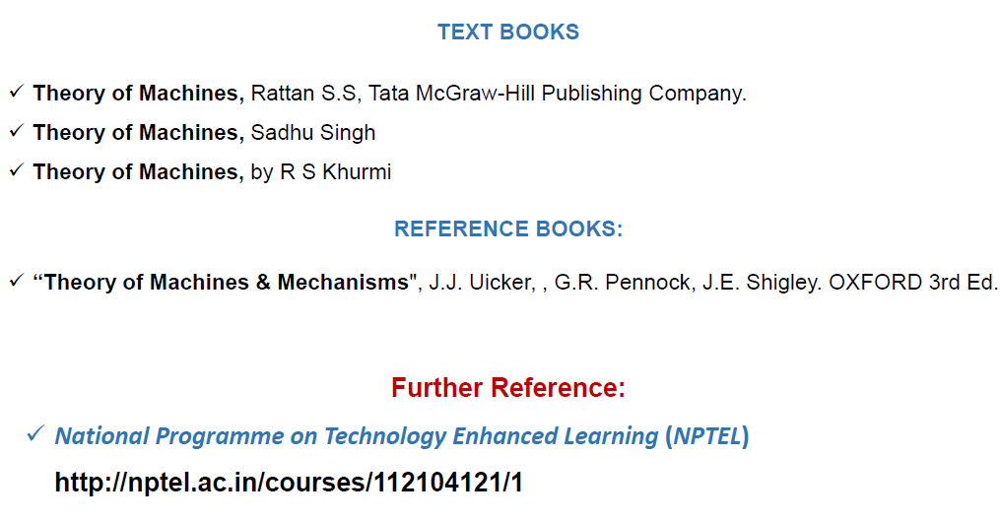 TEXT BOOKS
✓ Theory of Machines, Rattan S.S, Tata McGraw-Hill Publishing Company.
✓ Theory of Machines, Sadhu Singh
✓ Theory of Machines, by R S Khurmi
REFERENCE BOOKS:
✓ “Theory of Machines & Mechanisms", J.J. Uicker, , G.R. Pennock, J.E. Shigley. OXFORD 3rd Ed.
Further Reference:
✓ National Programme on Technology Enhanced Learning (NPTEL)
http://nptel.ac.in/courses/112104121/1